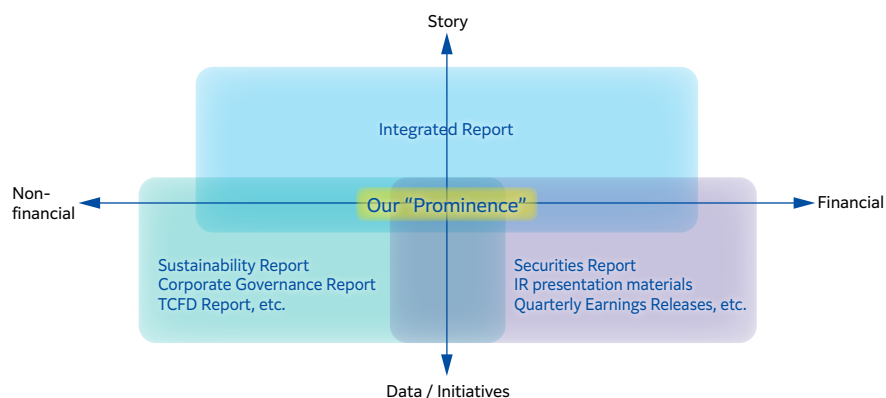 Story
Integrated Report
Non-
financial
Our “Prominence”
Financial
Sustainability Report
Corporate Governance Report
TCFD Report, etc.
Securities Report
IR presentation materials
Quarterly Earnings Releases, etc.
Data / Initiatives